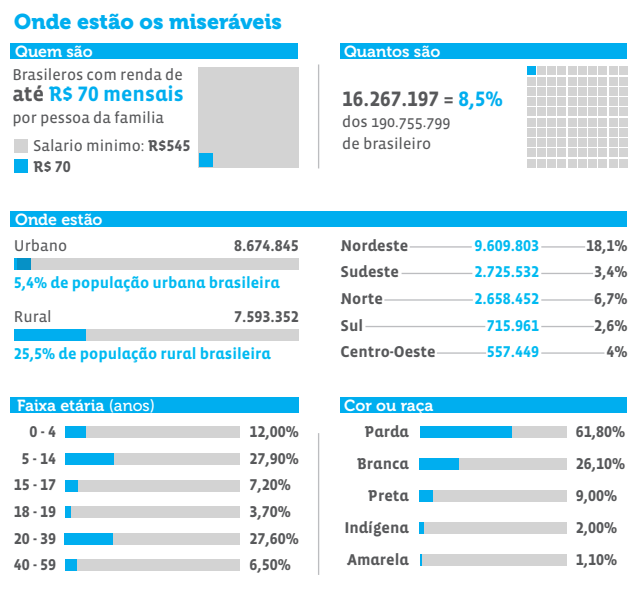 Onde estão os miseráveis
Quem são
Brasileros com renda de
até R$ 70 mensais
por pessoa da familia
Salario minimo: R$545
R$ 70
Quantos são
16.267.197 = 8,5%
dos 190.755.799
de brasileiro
Onde estão
Urbano 8.674.845
5,4% de população urbana brasileira
Rural 7.593.352
25,5% de população rural brasileira
Nordeste 9.609.803 18,1%
Sudeste 2.725.532 3,4%
Norte 2.658.452 6,7%
Sul 715.961 2,6%
Centro-Oeste 557.449 4%
Faixa etária (anos)
0 - 4 12,00%
5 - 14 27,90%
15 - 17 7,20%
18 - 19 3,70%
20 - 39 27,60%
40 - 59 6,50%
Cor ou raça
Parda 61,80%
Branca 26,10%
Preta 9,00%
Indígena 2,00%
Amarela 1,10%